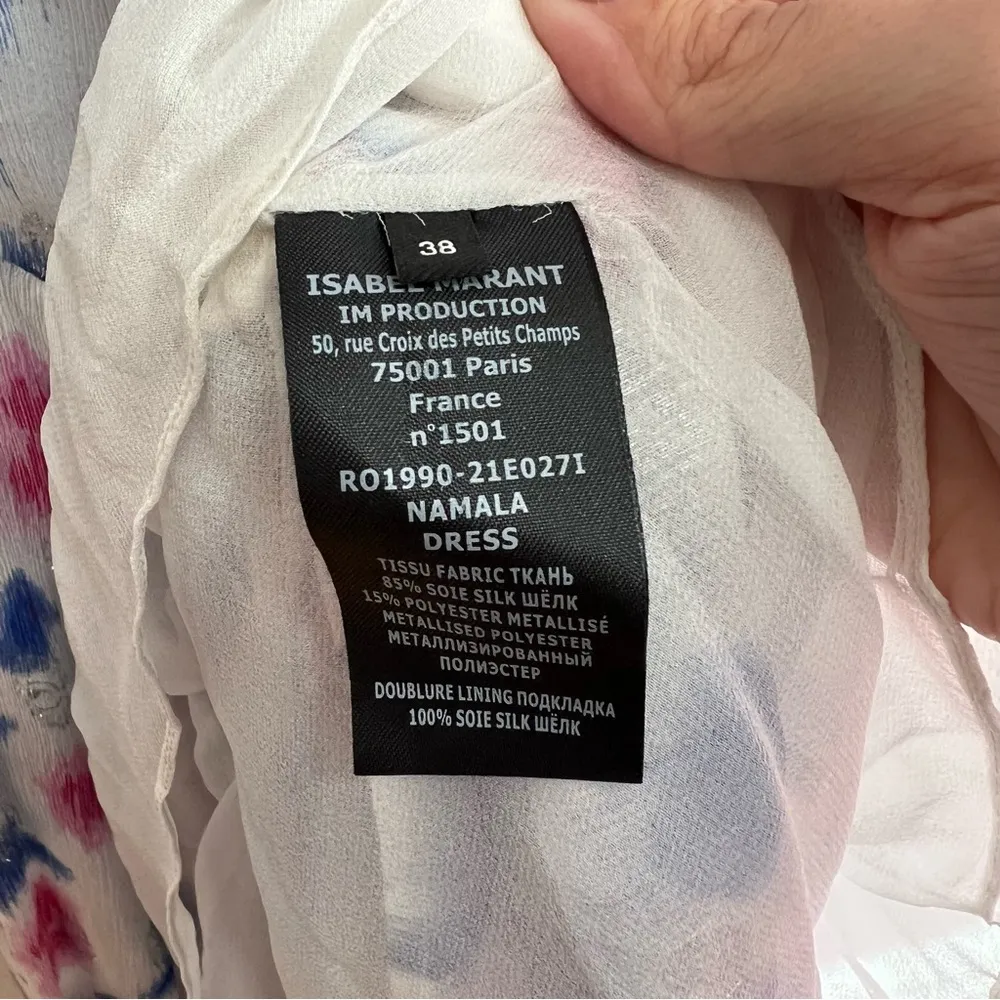 38
ISABEL MARANT
IM PRODUCTION
50, rue Croix des Petits Champs
75001 Paris
France
n°1501
RO1990-21E027I
NAMALA
DRESS
TISSU FABRIC ТКАНЬ
85% SOIE SILK ШЁЛК
15% POLYESTER METALLISÉ
METALLISED POLYESTER
МЕТАЛЛИЗИРОВАННЫЙ
ПОЛИЭСТЕР
DOUBLURE LINING ПОДКЛАДКА
100% SOIE SILK ШЁЛК